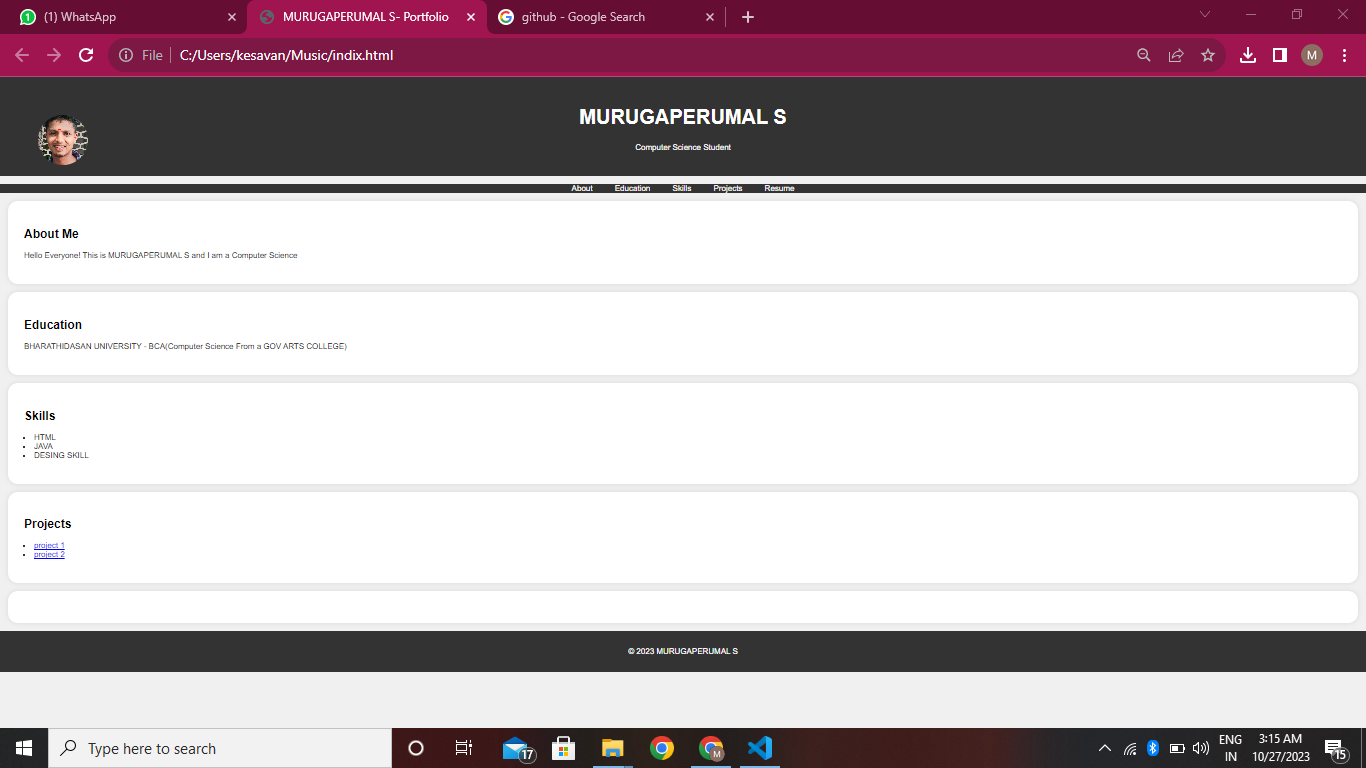 (1) WhatsApp
MURUGAPERUMAL S- Portfolio
github - Google Search
File
C:/Users/kesavan/Music/indix.html
M
MURUGAPERUMAL S
Computer Science Student
About Education Skills Projects Resume
About Me
Hello Everyone! This is MURUGAPERUMAL S and I am a Computer Science
Education
BHARATHIDASAN UNIVERSITY - BCA(Computer Science From a GOV ARTS COLLEGE)
Skills
HTML
JAVA
DESING SKILL
Projects
project 1
project 2
© 2023 MURUGAPERUMAL S
Type here to search
17
M
ENG
IN
3:15 AM
10/27/2023
15